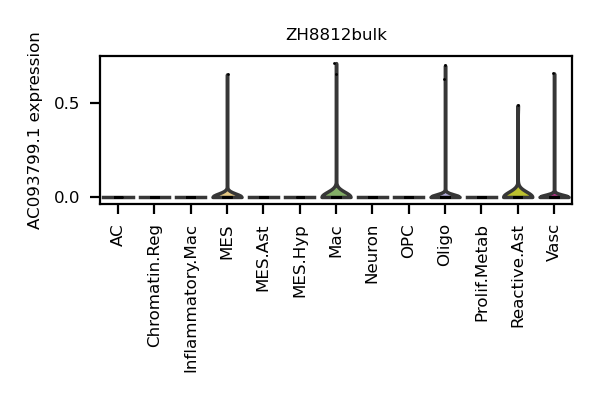 ZH8812bulk
AC093799.1 expression
0.5
0.0
AC
Chromatin.Reg
Inflammatory.Mac
MES
MES.Ast
MES.Hyp
Mac
Neuron
OPC
Oligo
Prolif.Metab
Reactive.Ast
Vasc